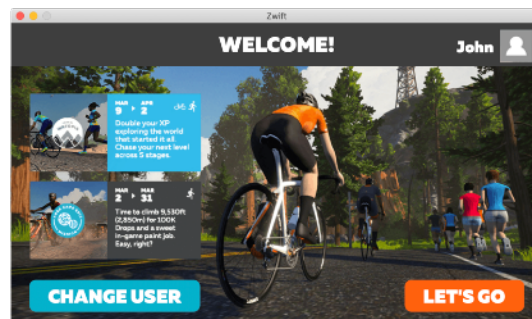 Zwift
WELCOME!
John
MAR
9
APR
2
Double your XP
exploring the world
that started it all.
Chase your next level
across 5 stages.
MAR
2
MAR
31
Time to climb 9,530ft
(2,890m) for 100K
Drops and a sweet
in-game paint job.
Easy, right?
CHANGE USER
LET'S GO